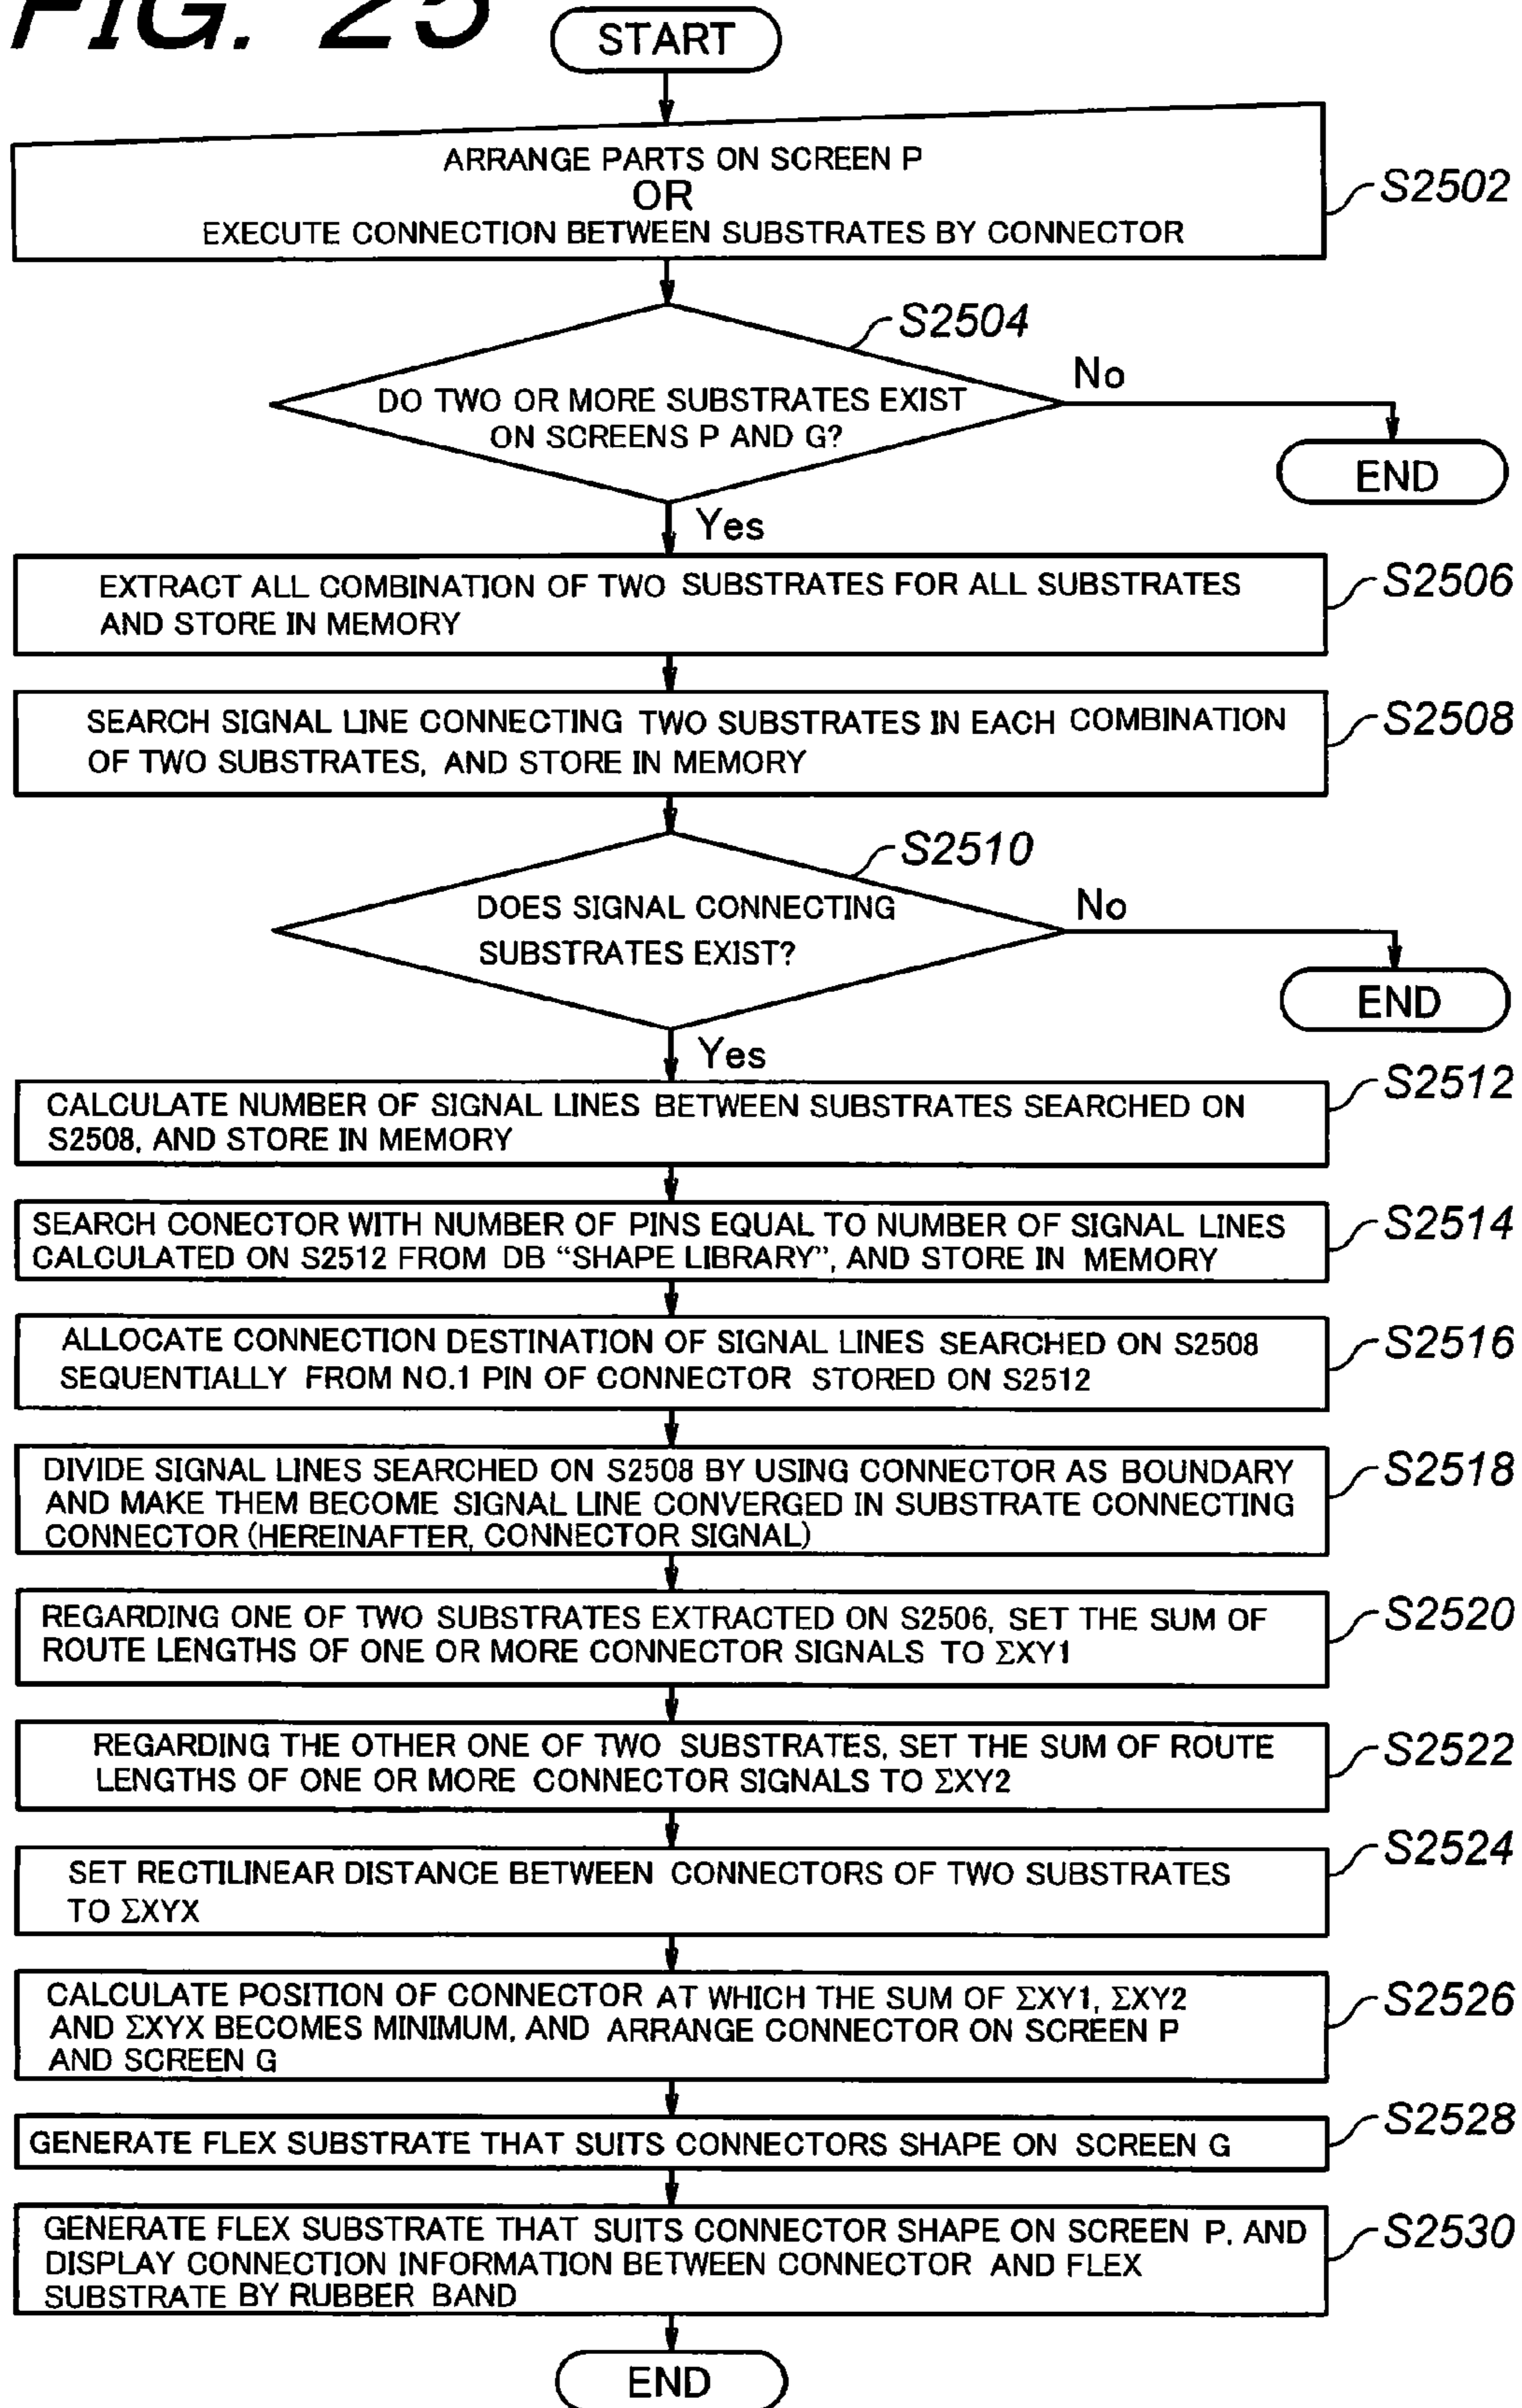 FIG. 25
START
ARRANGE PARTS ON SCREEN P
OR
EXECUTE CONNECTION BETWEEN SUBSTRATES BY CONNECTOR
S2502
S2504
DO TWO OR MORE SUBSTRATES EXIST
ON SCREENS P AND G?
No
END
Yes
EXTRACT ALL COMBINATION OF TWO SUBSTRATES FOR ALL SUBSTRATES
AND STORE IN MEMORY
S2506
SEARCH SIGNAL LINE CONNECTING TWO SUBSTRATES IN EACH COMBINATION
OF TWO SUBSTRATES, AND STORE IN MEMORY
S2508
S2510
DOES SIGNAL CONNECTING
SUBSTRATES EXIST?
No
END
Yes
CALCULATE NUMBER OF SIGNAL LINES BETWEEN SUBSTRATES SEARCHED ON
S2508, AND STORE IN MEMORY
S2512
SEARCH CONECTOR WITH NUMBER OF PINS EQUAL TO NUMBER OF SIGNAL LINES
CALCULATED ON S2512 FROM DB “SHAPE LIBRARY”, AND STORE IN MEMORY
S2514
ALLOCATE CONNECTION DESTINATION OF SIGNAL LINES SEARCHED ON S2508
SEQUENTIALLY FROM NO.1 PIN OF CONNECTOR STORED ON S2512
S2516
DIVIDE SIGNAL LINES SEARCHED ON S2508 BY USING CONNECTOR AS BOUNDARY
AND MAKE THEM BECOME SIGNAL LINE CONVERGED IN SUBSTRATE CONNECTING
CONNECTOR (HEREINAFTER, CONNECTOR SIGNAL)
S2518
REGARDING ONE OF TWO SUBSTRATES EXTRACTED ON S2506, SET THE SUM OF
ROUTE LENGTHS OF ONE OR MORE CONNECTOR SIGNALS TO ΣXY1
S2520
REGARDING THE OTHER ONE OF TWO SUBSTRATES, SET THE SUM OF ROUTE
LENGTHS OF ONE OR MORE CONNECTOR SIGNALS TO ΣXY2
S2522
SET RECTILINEAR DISTANCE BETWEEN CONNECTORS OF TWO SUBSTRATES
TO ΣXYX
S2524
CALCULATE POSITION OF CONNECTOR AT WHICH THE SUM OF ΣXY1, ΣXY2
AND ΣXYX BECOMES MINIMUM, AND ARRANGE CONNECTOR ON SCREEN P
AND SCREEN G
S2526
GENERATE FLEX SUBSTRATE THAT SUITS CONNECTORS SHAPE ON SCREEN G
S2528
GENERATE FLEX SUBSTRATE THAT SUITS CONNECTOR SHAPE ON SCREEN P, AND
DISPLAY CONNECTION INFORMATION BETWEEN CONNECTOR AND FLEX
SUBSTRATE BY RUBBER BAND
S2530
END